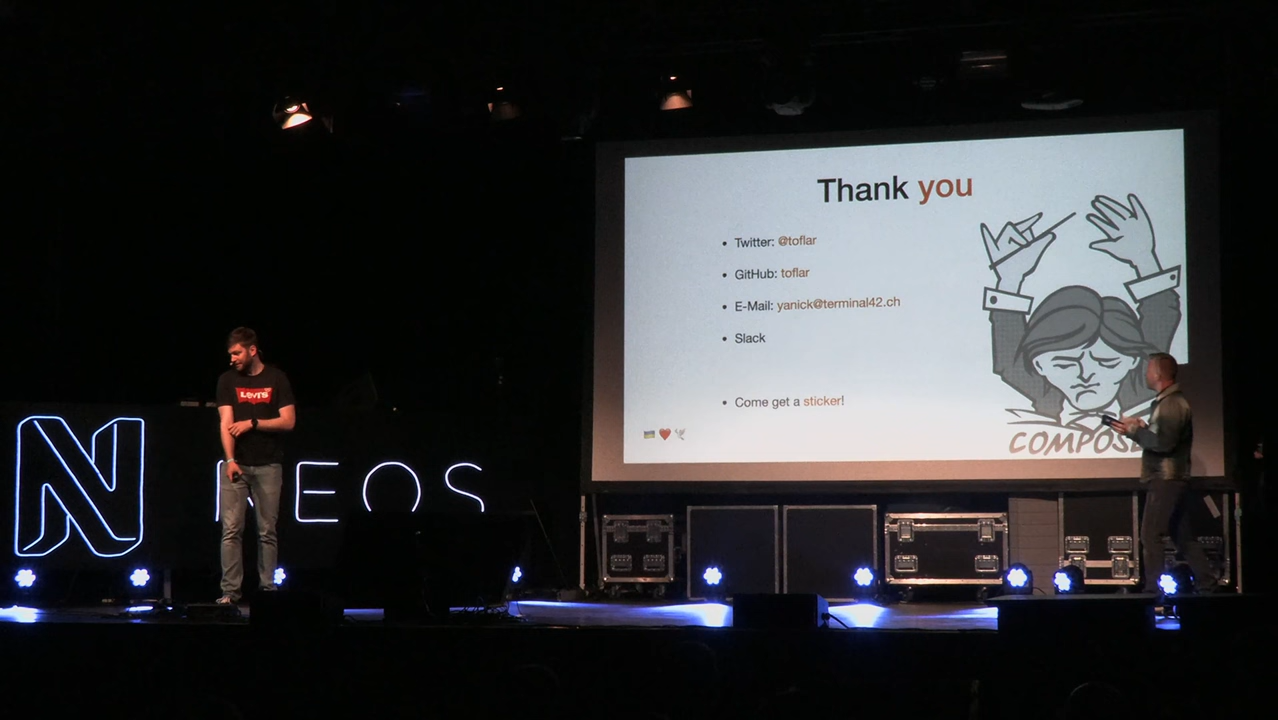 Thank you
• Twitter: @toflar
• GitHub: toflar
• E-Mail: yanick@terminal42.ch
• Slack
• Come get a sticker!
COMPOSE
Levi's
N
NEOS